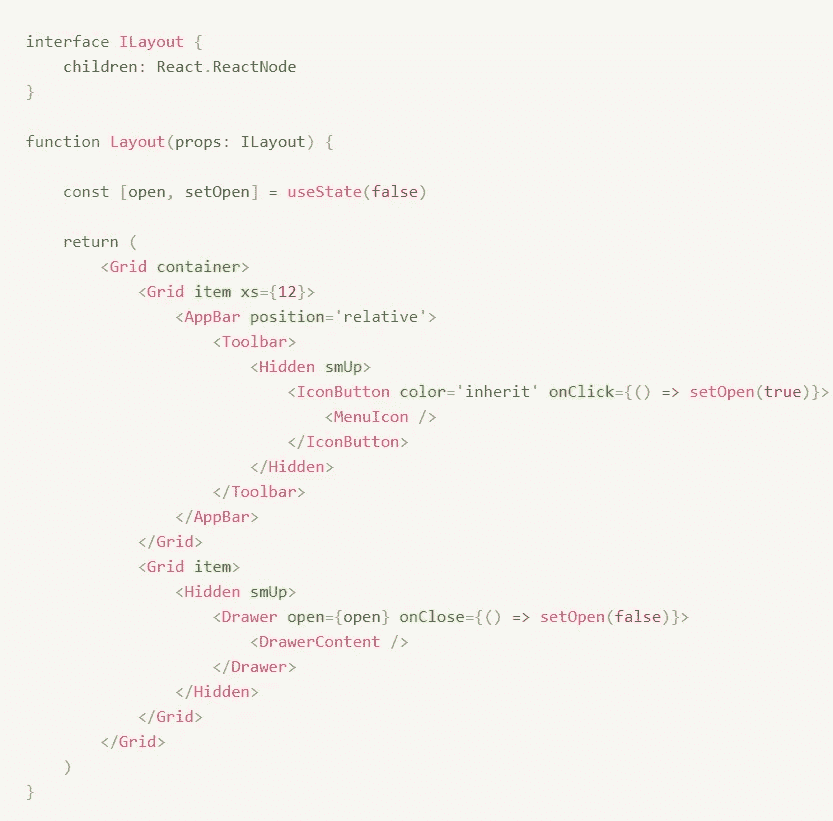 interface ILayout {
    children: React.ReactNode
}

function Layout(props: ILayout) {

    const [open, setOpen] = useState(false)

    return (
        <Grid container>
            <Grid item xs={12}>
                <AppBar position='relative'>
                    <Toolbar>
                        <Hidden smUp>
                            <IconButton color='inherit' onClick={() => setOpen(true)}>
                                <MenuIcon />
                            </IconButton>
                        </Hidden>
                    </Toolbar>
                </AppBar>
            </Grid>
            <Grid item>
                <Hidden smUp>
                    <Drawer open={open} onClose={() => setOpen(false)}>
                        <DrawerContent />
                    </Drawer>
                </Hidden>
            </Grid>
        </Grid>
    )
}